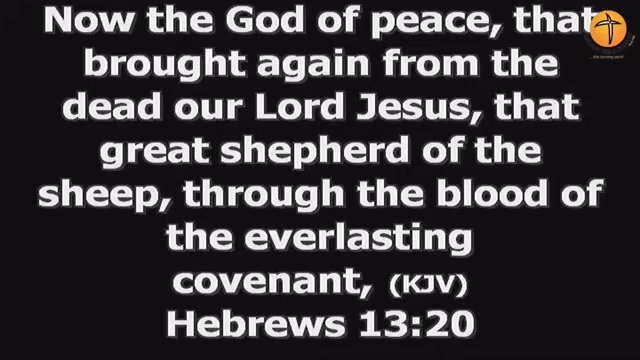 Now the God of peace, that
brought again from the
dead our Lord Jesus, that
great shepherd of the
sheep, through the blood of
the everlasting
covenant, (KJV)
Hebrews 13:20